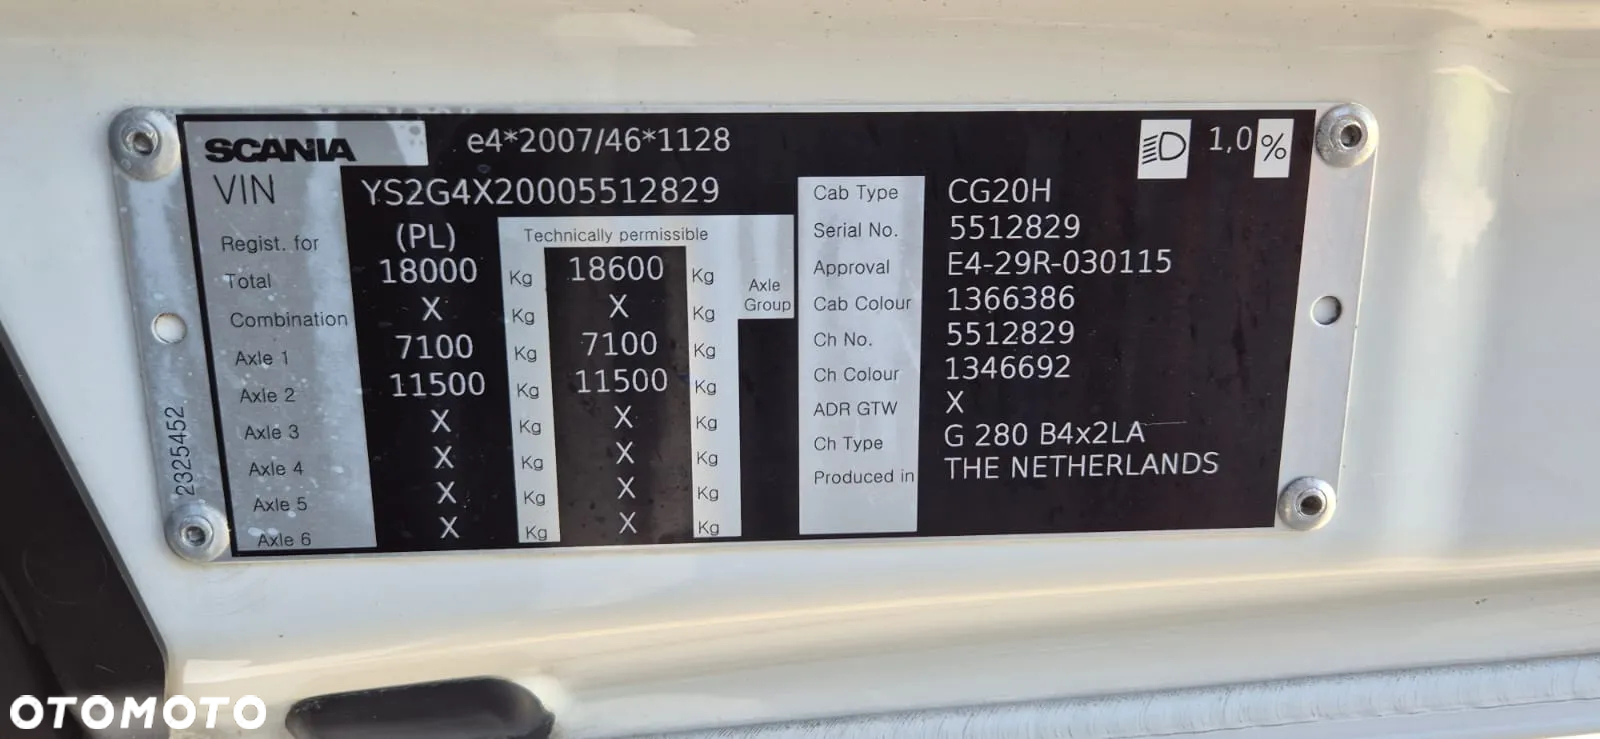 SCANIA e4*2007/46*1128 1,0 %
VIN YS2G4X20005512829
Regist. for (PL) Technically permissible
Total 18000 Kg 18600 Kg Axle Group
Combination X Kg X Kg
Axle 1 7100 Kg 7100 Kg
Axle 2 11500 Kg 11500 Kg
Axle 3 X Kg X Kg
Axle 4 X Kg X Kg
Axle 5 X Kg X Kg
Axle 6 X Kg X Kg
Cab Type CG20H
Serial No. 5512829
Approval E4-29R-030115
Cab Colour 1366386
Ch No. 5512829
Ch Colour 1346692
ADR GTW X
Ch Type G 280 B4x2LA
Produced in THE NETHERLANDS
2325452
OTOMOTO